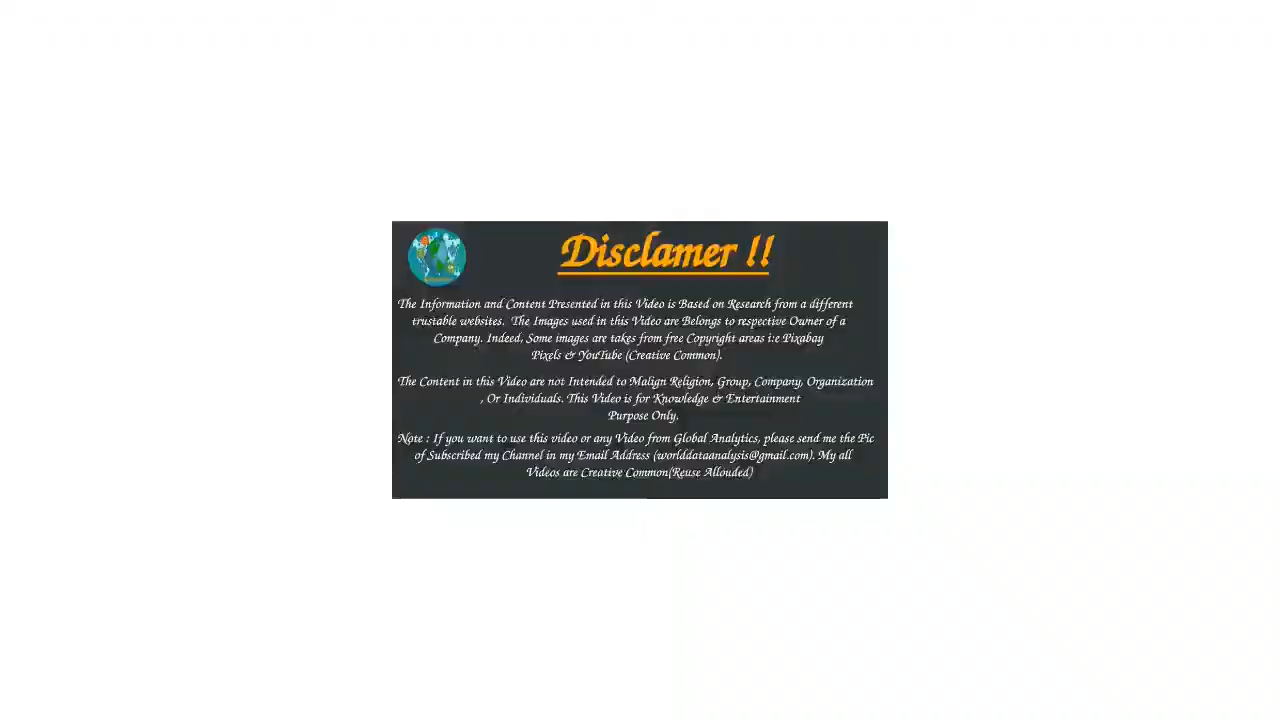 Disclamer !!
The Information and Content Presented in this Video is Based on Research from a different
trustable websites. The Images used in this Video are Belongs to respective Owner of a
Company. Indeed, Some images are takes from free Copyright areas i:e Pixabay
Pixels & YouTube (Creative Common).
The Content in this Video are not Intended to Malign Religion, Group, Company, Organization
, Or Individuals. This Video is for Knowledge & Entertainment
Purpose Only.
Note : If you want to use this video or any Video from Global Analytics, please send me the Pic
of Subscribed my Channel in my Email Address (worlddataanalysis@gmail.com). My all
Videos are Creative Common(Reuse Allouded)